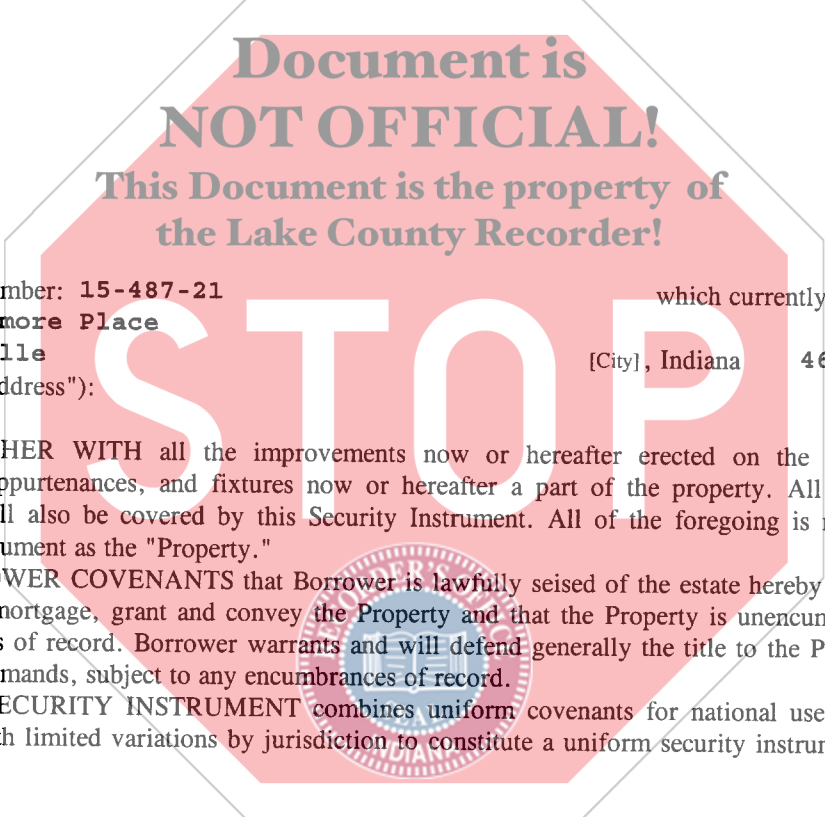 Document is
NOT OFFICIAL!
This Document is the property of
the Lake County Recorder!
mber: 15-487-21 which currently
more Place
lle [City], Indiana 46
ddress"):
STOP
HER WITH all the improvements now or hereafter erected on the
ppurtenances, and fixtures now or hereafter a part of the property. All
ll also be covered by this Security Instrument. All of the foregoing is
ument as the "Property."
OWER COVENANTS that Borrower is lawfully seised of the estate hereby
mortgage, grant and convey the Property and that the Property is unencum
s of record. Borrower warrants and will defend generally the title to the P
mands, subject to any encumbrances of record.
ECURITY INSTRUMENT combines uniform covenants for national use
h limited variations by jurisdiction to constitute a uniform security instrum
INDIANA